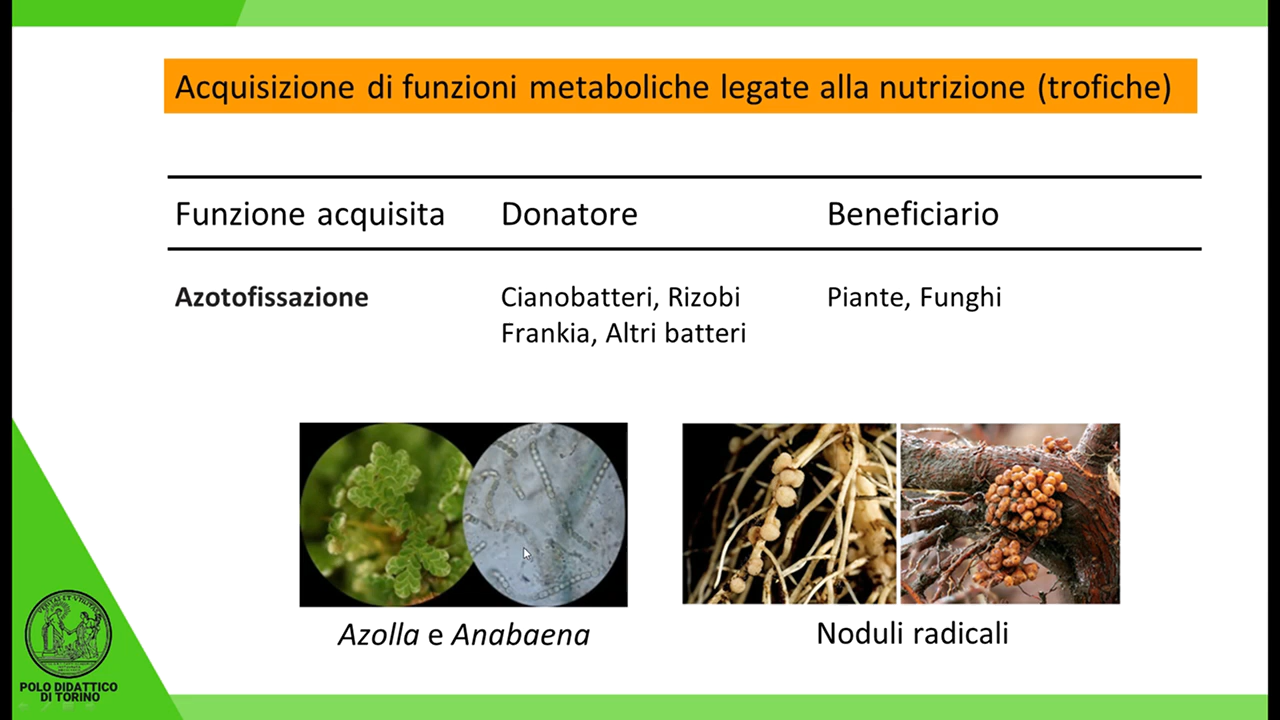 Acquisizione di funzioni metaboliche legate alla nutrizione (trofiche)
Funzione acquisita Donatore Beneficiario
Azotofissazione Cianobatteri, Rizobi Piante, Funghi
Frankia, Altri batteri
Azolla e Anabaena Noduli radicali
POLO DIDATTICO
DI TORINO